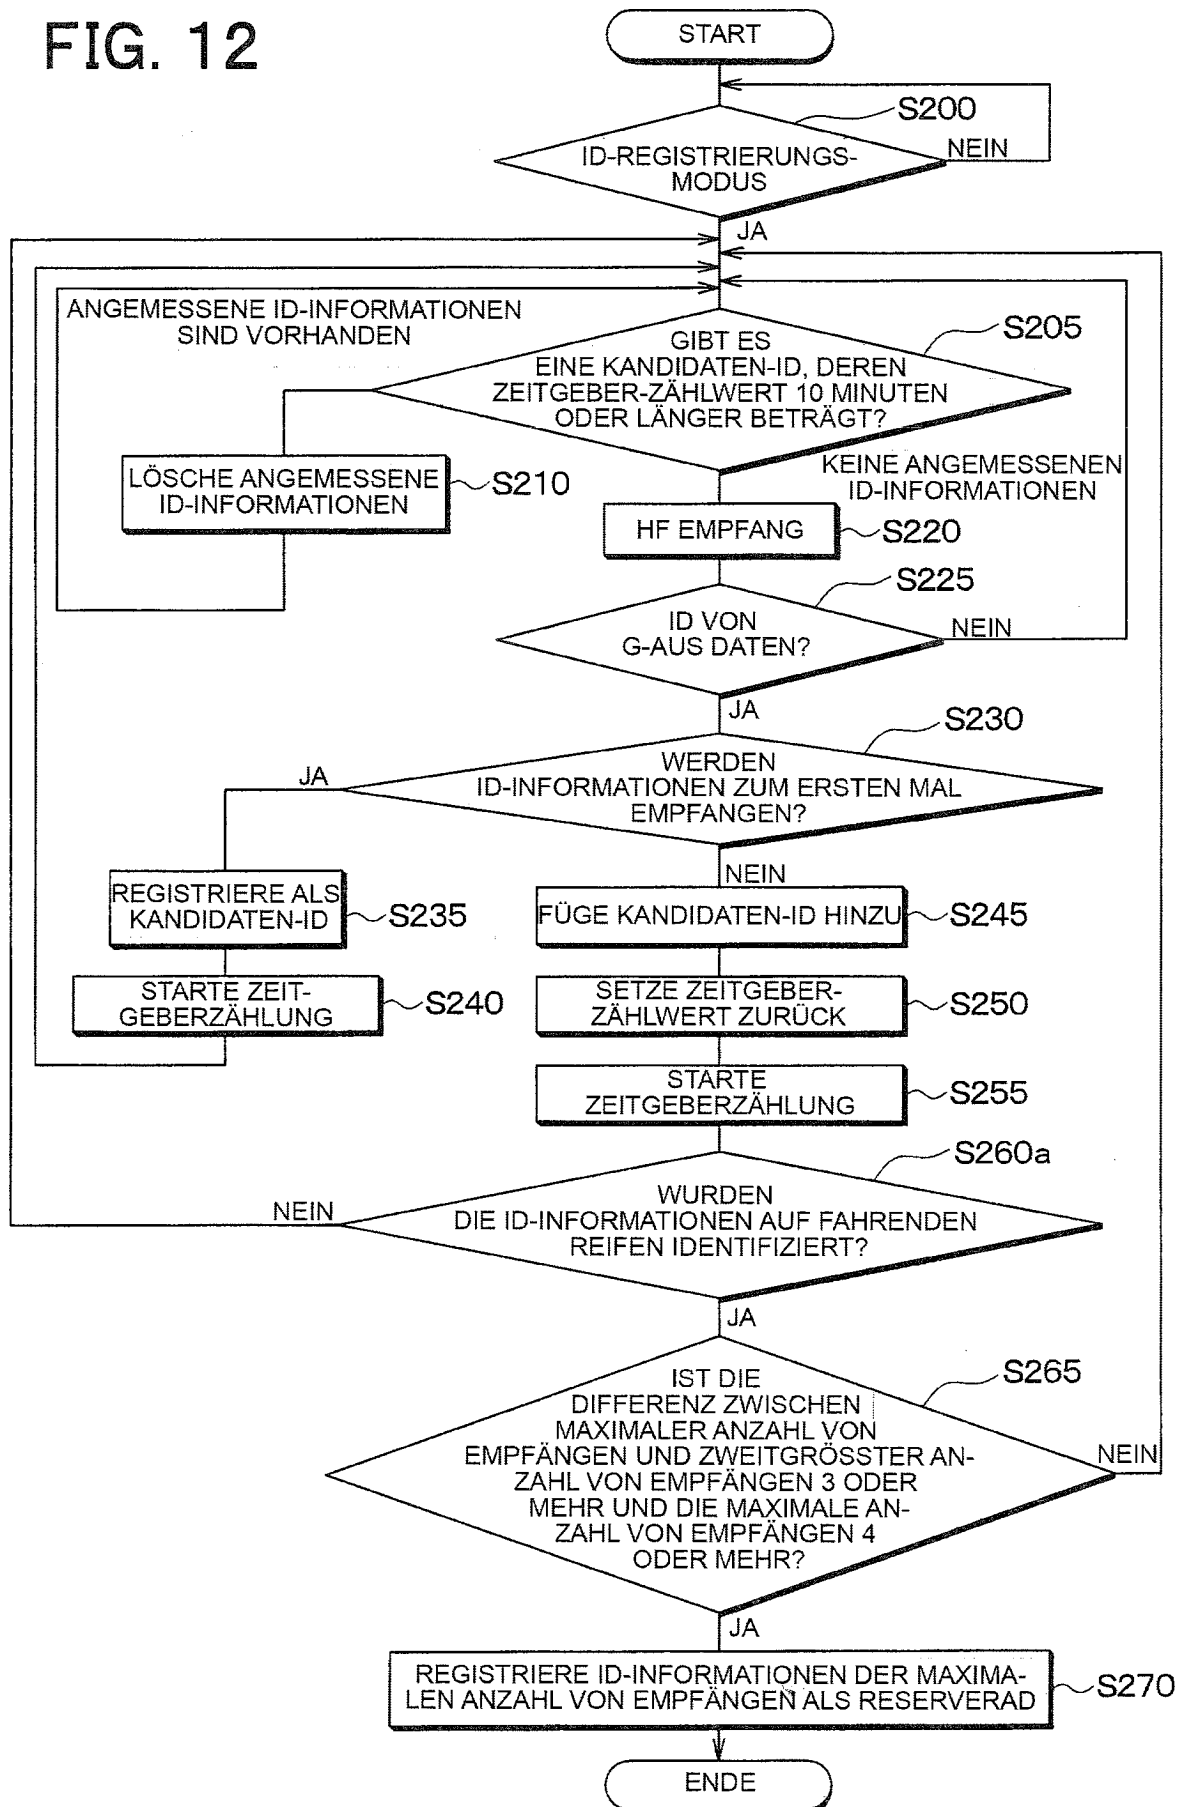 FIG. 12
START
S200
ID-REGISTRIERUNGS-
MODUS
NEIN
JA
ANGEMESSENE ID-INFORMATIONEN
SIND VORHANDEN
S205
GIBT ES
EINE KANDIDATEN-ID, DEREN
ZEITGEBER-ZÄHLWERT 10 MINUTEN
ODER LÄNGER BETRÄGT?
LÖSCHE ANGEMESSENE
ID-INFORMATIONEN
S210
KEINE ANGEMESSENEN
ID-INFORMATIONEN
HF EMPFANG
S220
S225
ID VON
G-AUS DATEN?
NEIN
JA
S230
WERDEN
ID-INFORMATIONEN ZUM ERSTEN MAL
EMPFANGEN?
JA
NEIN
REGISTRIERE ALS
KANDIDATEN-ID
S235
FÜGE KANDIDATEN-ID HINZU
S245
STARTE ZEIT-
GEBERZÄHLUNG
S240
SETZE ZEITGEBER-
ZÄHLWERT ZURÜCK
S250
STARTE
ZEITGEBERZÄHLUNG
S255
S260a
WURDEN
DIE ID-INFORMATIONEN AUF FAHRENDEN
REIFEN IDENTIFIZIERT?
NEIN
JA
S265
IST DIE
DIFFERENZ ZWISCHEN
MAXIMALER ANZAHL VON
EMPFÄNGEN UND ZWEITGRÖSSTER AN-
ZAHL VON EMPFÄNGEN 3 ODER
MEHR UND DIE MAXIMALE AN-
ZAHL VON EMPFÄNGEN 4
ODER MEHR?
NEIN
JA
REGISTRIERE ID-INFORMATIONEN DER MAXIMA-
LEN ANZAHL VON EMPFÄNGEN ALS RESERVERAD
S270
ENDE